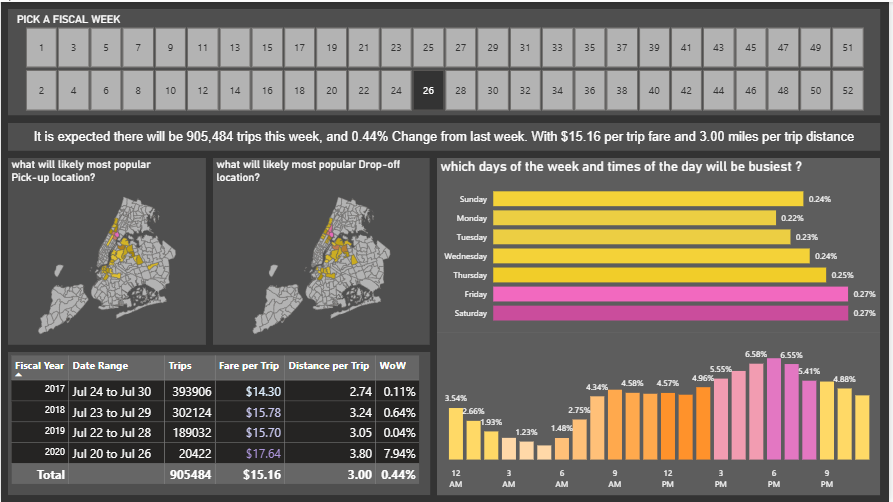 PICK A FISCAL WEEK
1 3 5 7 9 11 13 15 17 19 21 23 25 27 29 31 33 35 37 39 41 43 45 47 49 51
2 4 6 8 10 12 14 16 18 20 22 24 26 28 30 32 34 36 38 40 42 44 46 48 50 52
It is expected there will be 905,484 trips this week, and 0.44% Change from last week. With $15.16 per trip fare and 3.00 miles per trip distance
what will likely most popular
Pick-up location?
what will likely most popular Drop-off
location?
which days of the week and times of the day will be busiest ?
Sunday 0.24%
Monday 0.22%
Tuesday 0.23%
Wednesday 0.24%
Thursday 0.25%
Friday 0.27%
Saturday 0.27%
Fiscal Year Date Range Trips Fare per Trip Distance per Trip WoW
2017 Jul 24 to Jul 30 393906 $14.30 2.74 0.11%
2018 Jul 23 to Jul 29 302124 $15.78 3.24 0.64%
2019 Jul 22 to Jul 28 189032 $15.70 3.05 0.04%
2020 Jul 20 to Jul 26 20422 $17.64 3.80 7.94%
Total 905484 $15.16 3.00 0.44%
3.54% 2.66% 1.93% 1.23% 1.48% 2.75% 4.34% 4.58% 4.57% 4.96% 5.55% 6.58% 6.55% 5.41% 4.88%
12 3 6 9 12 3 6 9
AM AM AM AM PM PM PM PM